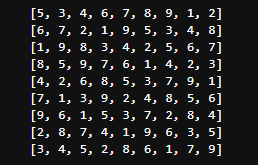 [5, 3, 4, 6, 7, 8, 9, 1, 2]
[6, 7, 2, 1, 9, 5, 3, 4, 8]
[1, 9, 8, 3, 4, 2, 5, 6, 7]
[8, 5, 9, 7, 6, 1, 4, 2, 3]
[4, 2, 6, 8, 5, 3, 7, 9, 1]
[7, 1, 3, 9, 2, 4, 8, 5, 6]
[9, 6, 1, 5, 3, 7, 2, 8, 4]
[2, 8, 7, 4, 1, 9, 6, 3, 5]
[3, 4, 5, 2, 8, 6, 1, 7, 9]